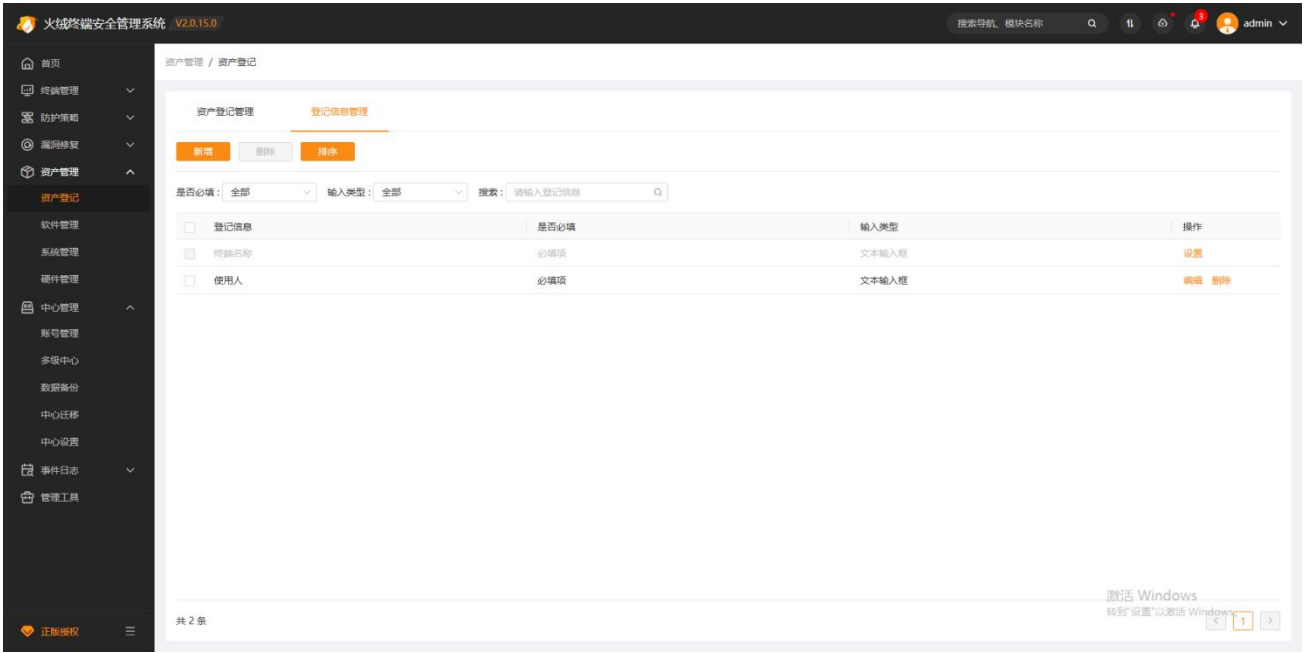 火绒终端安全管理系统 V2.0.15.0 搜索导航、模块名称 3 admin
首页
终端管理
防护策略
漏洞修复
资产管理
资产登记
软件管理
系统管理
硬件管理
中心管理
账号管理
多级中心
数据备份
中心迁移
中心设置
事件日志
管理工具
正版授权
资产管理 / 资产登记
资产登记管理 登记信息管理
新增 删除 排序
是否必填: 全部 输入类型: 全部 搜索: 请输入登记信息
登记信息 是否必填 输入类型 操作
终端名称 必填项 文本输入框 设置
使用人 必填项 文本输入框 编辑 删除
激活 Windows
转到"设置"以激活 Windows。
共 2 条 < 1 >